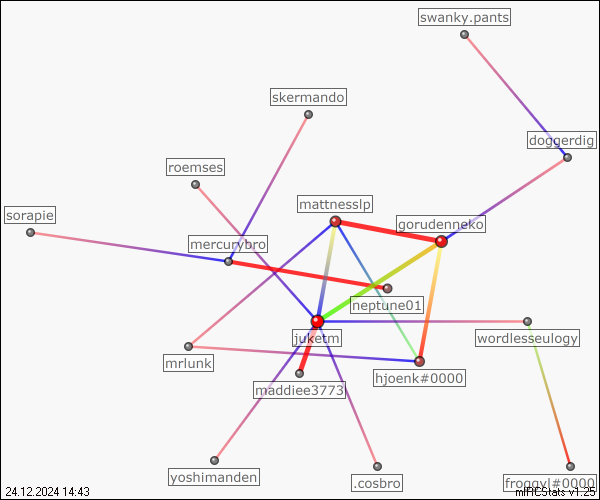 swanky.pants
skermando
doggerdig
roemses
mattnesslp
sorapie
gorudenneko
mercurybro
neptune01
juketm
wordlesseulogy
mrlunk
hjoenk#0000
maddiee3773
yoshimanden
.cosbro
froggyl#0000
24.12.2024 14:43
mIRCStats v1.25